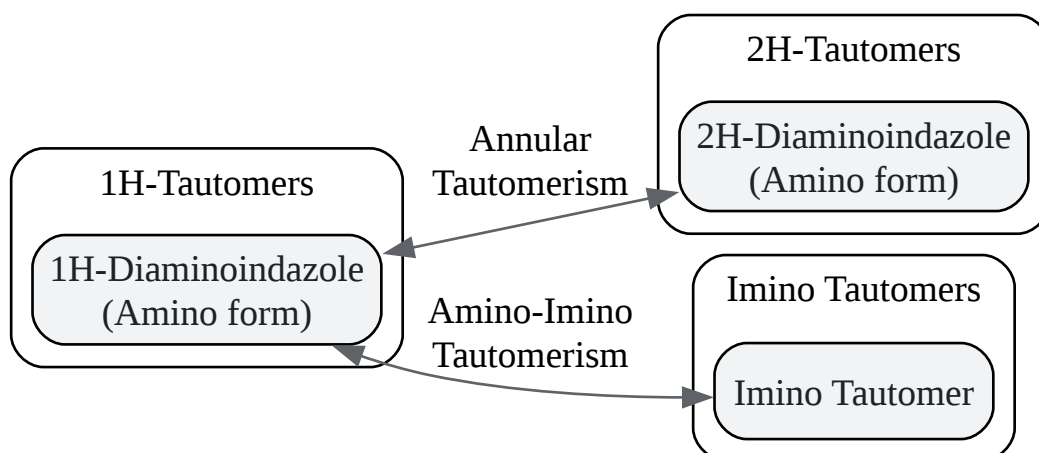 1H-Tautomers
1H-Diaminoindazole
(Amino form)
Annular
Tautomerism
Amino-Imino
Tautomerism
2H-Tautomers
2H-Diaminoindazole
(Amino form)
Imino Tautomers
Imino Tautomer